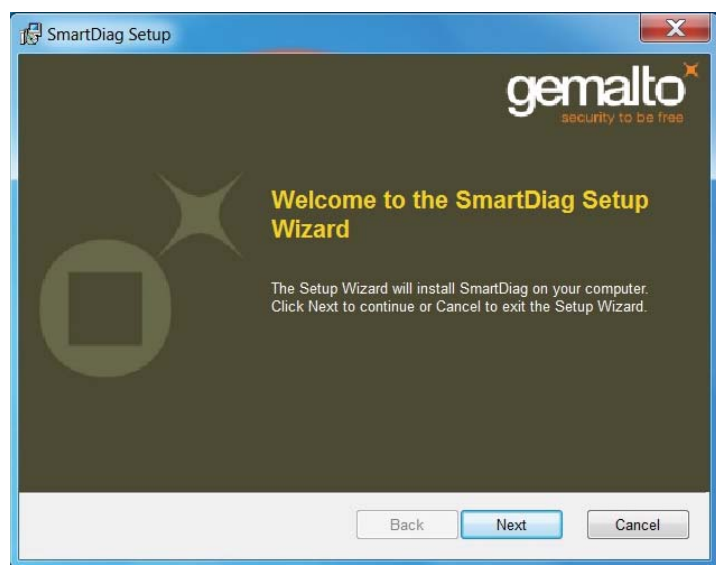 SmartDiag Setup
gemalto
security to be free
Welcome to the SmartDiag Setup
Wizard
The Setup Wizard will install SmartDiag on your computer.
Click Next to continue or Cancel to exit the Setup Wizard.
Back Next Cancel